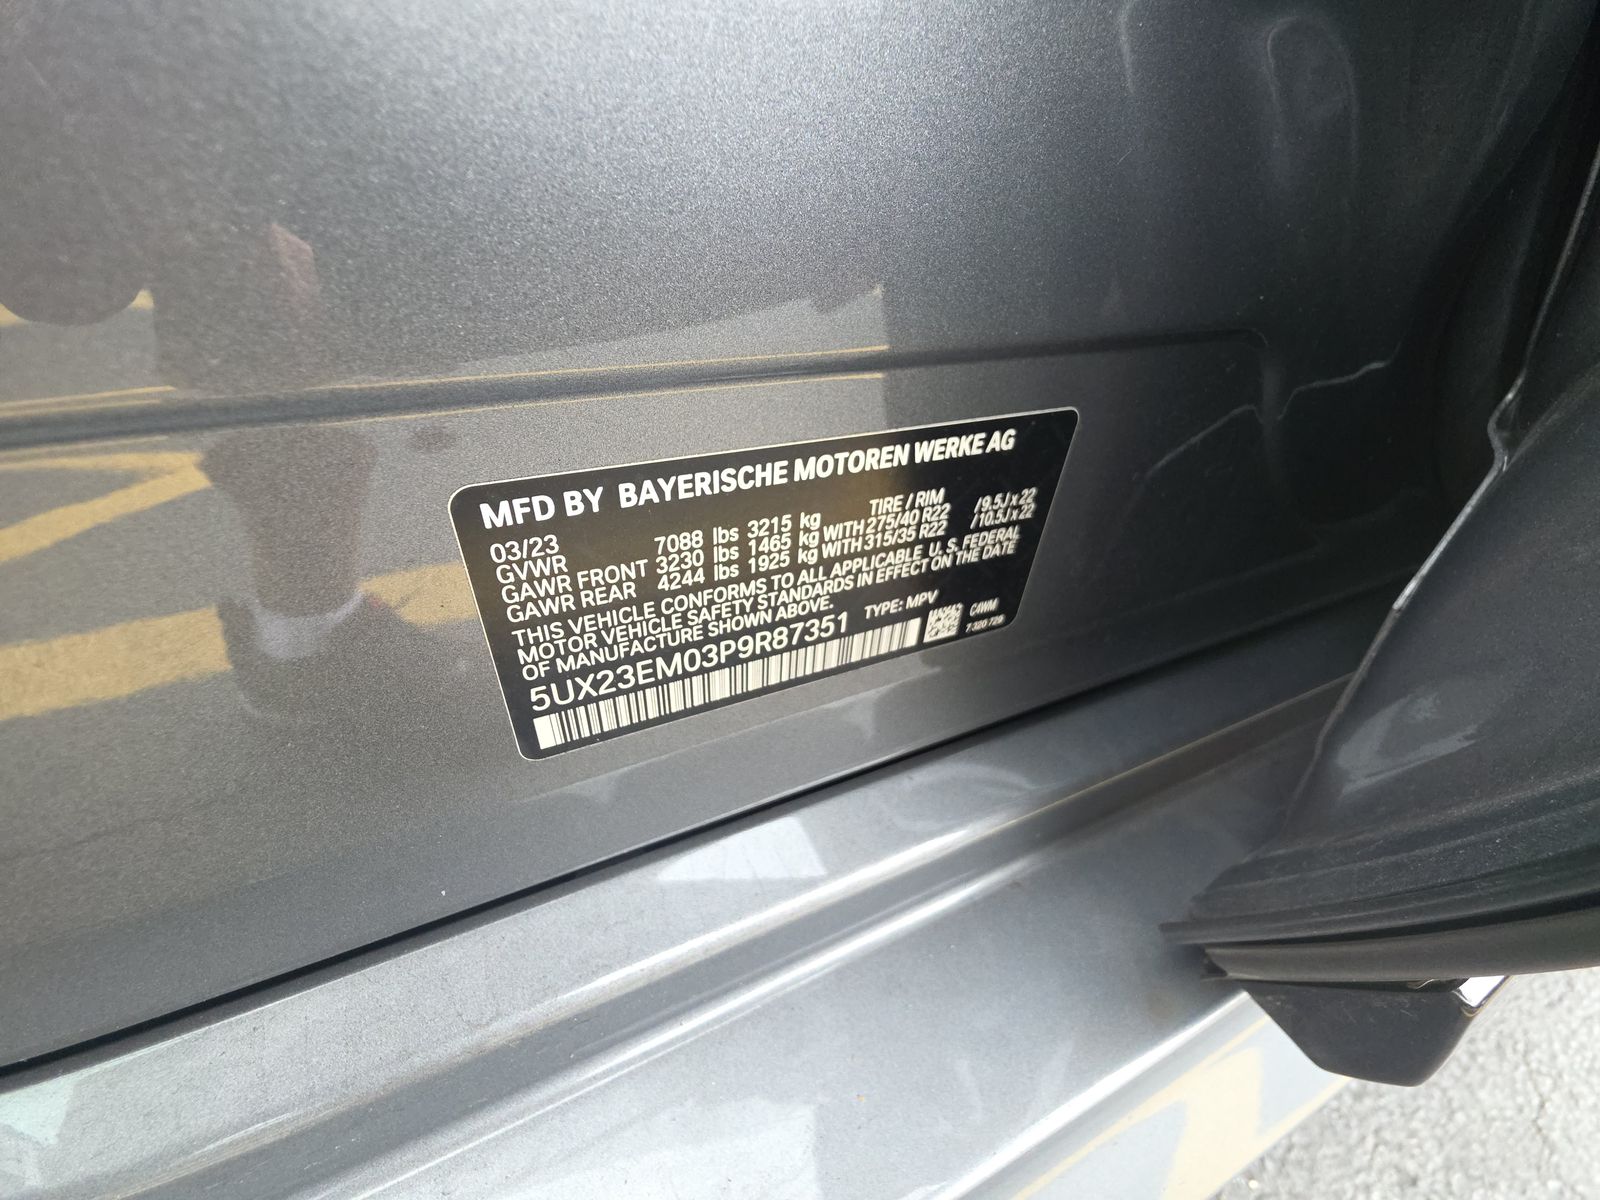 MFD BY BAYERISCHE MOTOREN WERKE AG
03/23 TIRE / RIM
GVWR 7088 lbs 3215 kg
GAWR FRONT 3230 lbs 1465 kg WITH 275/40 R22 /9.5J x 22
GAWR REAR 4244 lbs 1925 kg WITH 315/35 R22 /10.5J x 22
THIS VEHICLE CONFORMS TO ALL APPLICABLE U. S. FEDERAL
MOTOR VEHICLE SAFETY STANDARDS IN EFFECT ON THE DATE
OF MANUFACTURE SHOWN ABOVE.
5UX23EM03P9R87351 TYPE: MPV
7 320 729